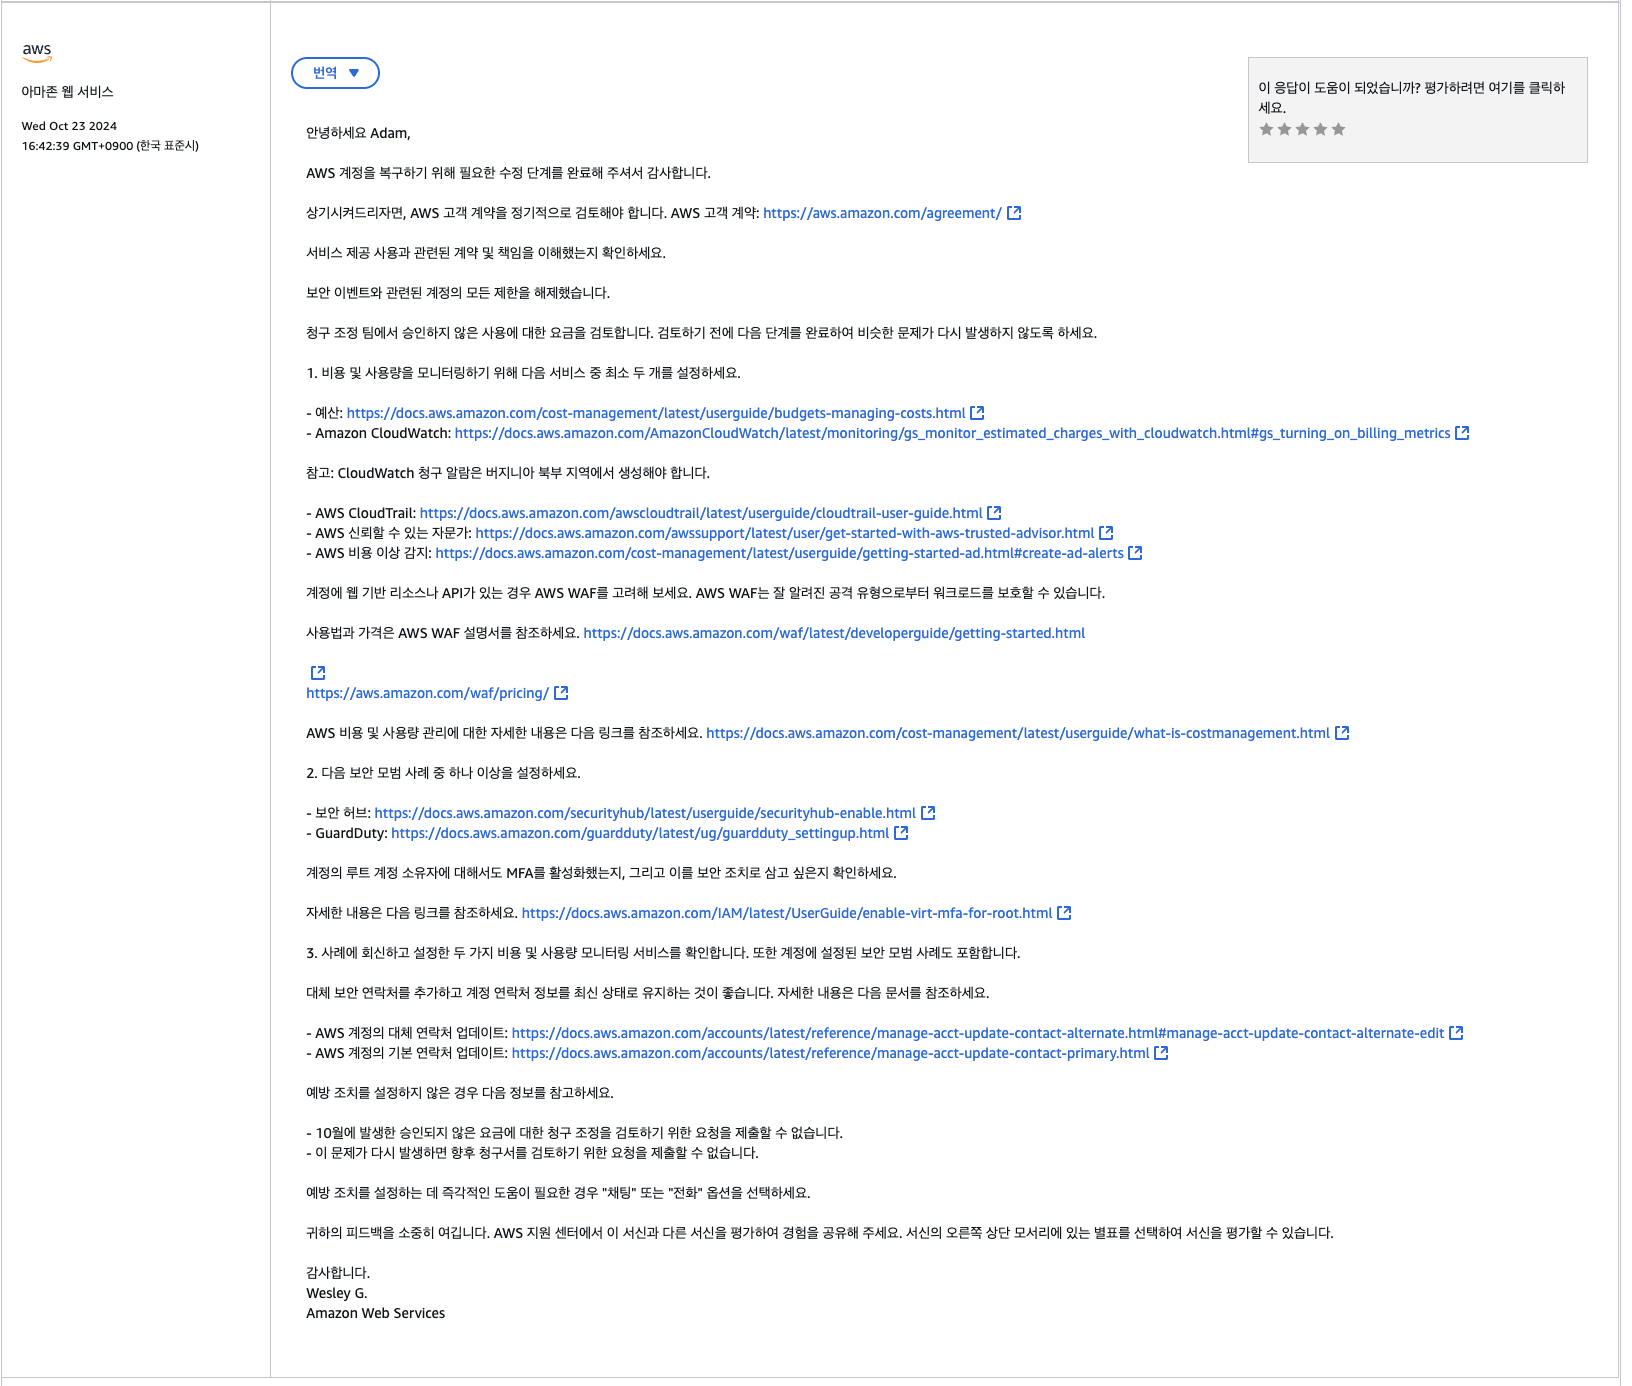 aws
아마존 웹 서비스
Wed Oct 23 2024
16:42:39 GMT+0900 (한국 표준시)
번역
이 응답이 도움이 되었습니까? 평가하려면 여기를 클릭하
세요.
안녕하세요 Adam,
AWS 계정을 복구하기 위해 필요한 수정 단계를 완료해 주셔서 감사합니다.
상기시켜드리자면, AWS 고객 계약을 정기적으로 검토해야 합니다. AWS 고객 계약: https://aws.amazon.com/agreement/
서비스 제공 사용과 관련된 계약 및 책임을 이해했는지 확인하세요.
보안 이벤트와 관련된 계정의 모든 제한을 해제했습니다.
청구 조정 팀에서 승인하지 않은 사용에 대한 요금을 검토합니다. 검토하기 전에 다음 단계를 완료하여 비슷한 문제가 다시 발생하지 않도록 하세요.
1. 비용 및 사용량을 모니터링하기 위해 다음 서비스 중 최소 두 개를 설정하세요.
- 예산: https://docs.aws.amazon.com/cost-management/latest/userguide/budgets-managing-costs.html
- Amazon CloudWatch: https://docs.aws.amazon.com/AmazonCloudWatch/latest/monitoring/gs_monitor_estimated_charges_with_cloudwatch.html#gs_turning_on_billing_metrics
참고: CloudWatch 청구 알람은 버지니아 북부 지역에서 생성해야 합니다.
- AWS CloudTrail: https://docs.aws.amazon.com/awscloudtrail/latest/userguide/cloudtrail-user-guide.html
- AWS 신뢰할 수 있는 자문가: https://docs.aws.amazon.com/awssupport/latest/user/get-started-with-aws-trusted-advisor.html
- AWS 비용 이상 감지: https://docs.aws.amazon.com/cost-management/latest/userguide/getting-started-ad.html#create-ad-alerts
계정에 웹 기반 리소스나 API가 있는 경우 AWS WAF를 고려해 보세요. AWS WAF는 잘 알려진 공격 유형으로부터 워크로드를 보호할 수 있습니다.
사용법과 가격은 AWS WAF 설명서를 참조하세요. https://docs.aws.amazon.com/waf/latest/developerguide/getting-started.html
https://aws.amazon.com/waf/pricing/
AWS 비용 및 사용량 관리에 대한 자세한 내용은 다음 링크를 참조하세요. https://docs.aws.amazon.com/cost-management/latest/userguide/what-is-costmanagement.html
2. 다음 보안 모범 사례 중 하나 이상을 설정하세요.
- 보안 허브: https://docs.aws.amazon.com/securityhub/latest/userguide/securityhub-enable.html
- GuardDuty: https://docs.aws.amazon.com/guardduty/latest/ug/guardduty_settingup.html
계정의 루트 계정 소유자에 대해서도 MFA를 활성화했는지, 그리고 이를 보안 조치로 삼고 싶은지 확인하세요.
자세한 내용은 다음 링크를 참조하세요. https://docs.aws.amazon.com/IAM/latest/UserGuide/enable-virt-mfa-for-root.html
3. 사례에 회신하고 설정한 두 가지 비용 및 사용량 모니터링 서비스를 확인합니다. 또한 계정에 설정된 보안 모범 사례도 포함합니다.
대체 보안 연락처를 추가하고 계정 연락처 정보를 최신 상태로 유지하는 것이 좋습니다. 자세한 내용은 다음 문서를 참조하세요.
- AWS 계정의 대체 연락처 업데이트: https://docs.aws.amazon.com/accounts/latest/reference/manage-acct-update-contact-alternate.html#manage-acct-update-contact-alternate-edit
- AWS 계정의 기본 연락처 업데이트: https://docs.aws.amazon.com/accounts/latest/reference/manage-acct-update-contact-primary.html
예방 조치를 설정하지 않은 경우 다음 정보를 참고하세요.
- 10월에 발생한 승인되지 않은 요금에 대한 청구 조정을 검토하기 위한 요청을 제출할 수 없습니다.
- 이 문제가 다시 발생하면 향후 청구서를 검토하기 위한 요청을 제출할 수 없습니다.
예방 조치를 설정하는 데 즉각적인 도움이 필요한 경우 "채팅" 또는 "전화" 옵션을 선택하세요.
귀하의 피드백을 소중히 여깁니다. AWS 지원 센터에서 이 서신과 다른 서신을 평가하여 경험을 공유해 주세요. 서신의 오른쪽 상단 모서리에 있는 별표를 선택하여 서신을 평가할 수 있습니다.
감사합니다.
Wesley G.
Amazon Web Services